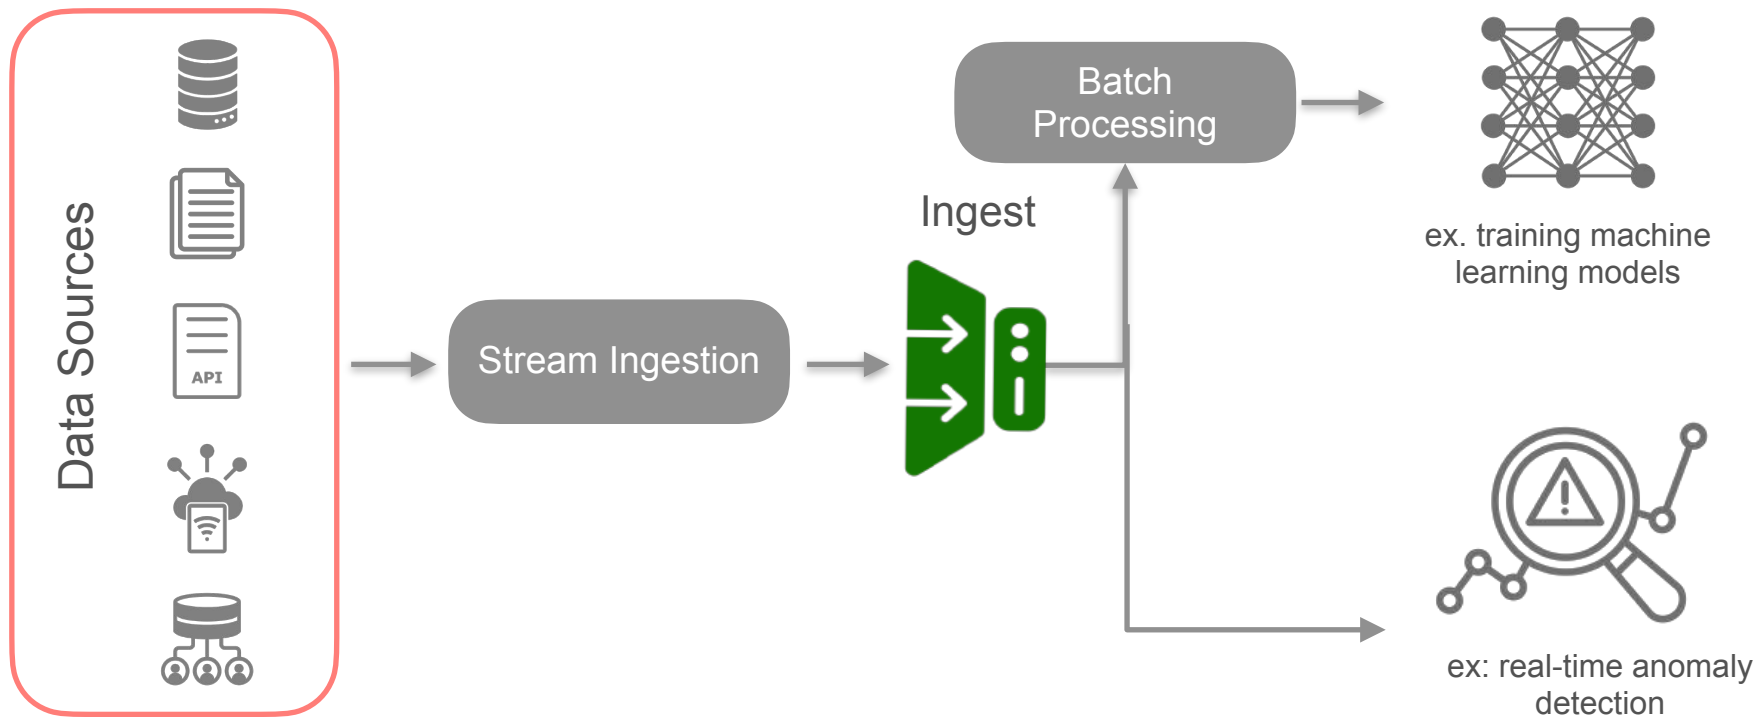 Data Sources
API
Stream Ingestion
Ingest
Batch
Processing
ex. training machine
learning models
ex: real-time anomaly
detection